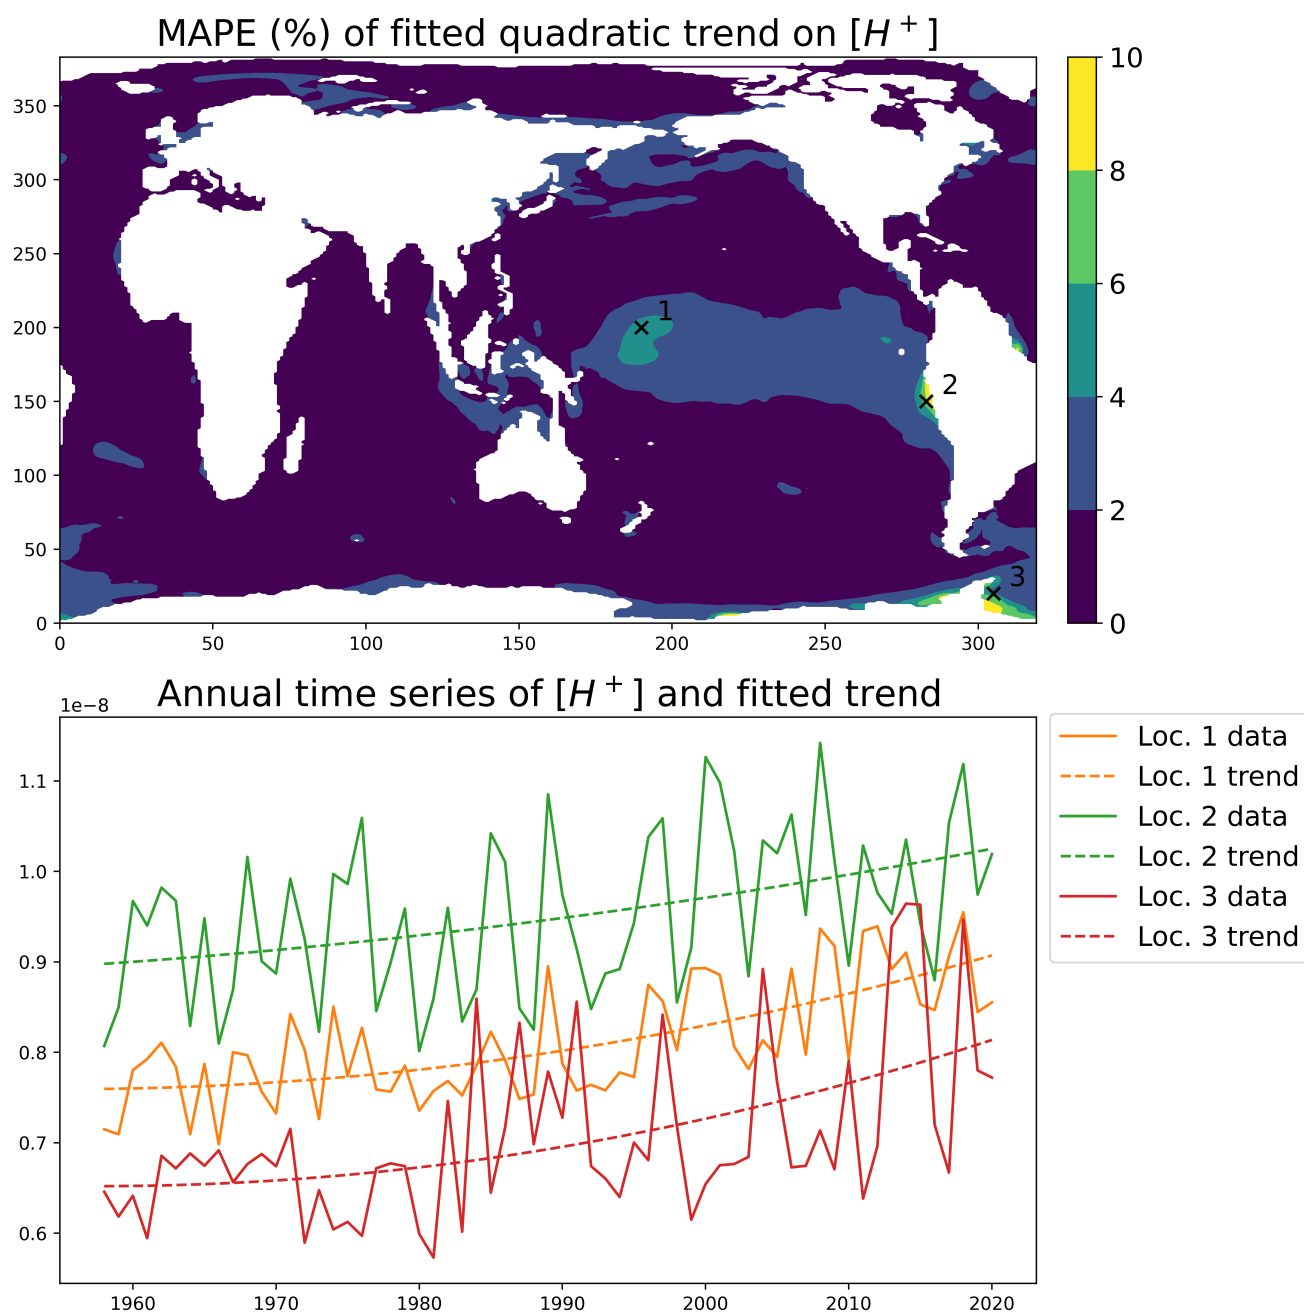 MAPE (%) of fitted quadratic trend on [H⁺]
10
8
6
4
2
0
350
300
250
200
150
100
50
0
0 50 100 150 200 250 300
1
2
3
Annual time series of [H⁺] and fitted trend
1e−8
1.1
1.0
0.9
0.8
0.7
0.6
1960 1970 1980 1990 2000 2010 2020
Loc. 1 data
Loc. 1 trend
Loc. 2 data
Loc. 2 trend
Loc. 3 data
Loc. 3 trend